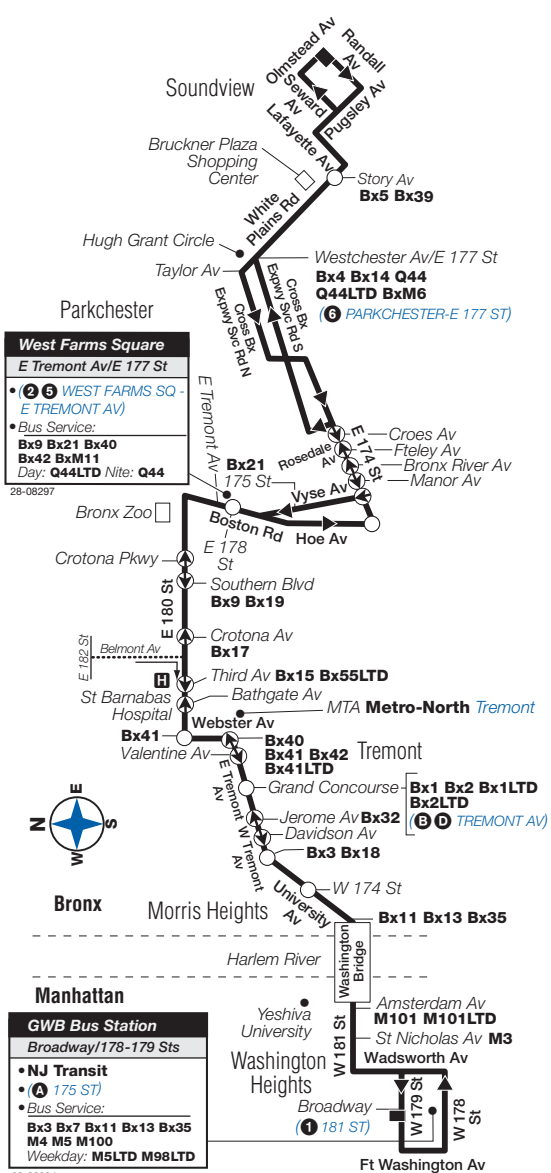 Olmstead Av
Randall
Av
Seward
Av
Lafayette Av
Pugsley Av
Soundview
Bruckner Plaza
Shopping
Center
Story Av
Bx5 Bx39
White
Plains Rd
Hugh Grant Circle
Westchester Av/E 177 St
Bx4 Bx14 Q44
Q44LTD BxM6
(6 PARKCHESTER-E 177 ST)
Taylor Av
Cross Bx
Expwy Svc Rd N
Cross Bx
Expwy Svc Rd S
Parkchester
West Farms Square
E Tremont Av/E 177 St
• (2 5 WEST FARMS SQ -
E TREMONT AV)
• Bus Service:
Bx9 Bx21 Bx40
Bx42 BxM11
Day: Q44LTD Nite: Q44
28-08297
E Tremont Av
Croes Av
Rosedale
Av
E 174 St
Fteley Av
Bronx River Av
Manor Av
Bx21
175 St
Vyse Av
Bronx Zoo
Boston Rd
Hoe Av
E 178
St
Crotona Pkwy
Southern Blvd
Bx9 Bx19
E 180 St
Crotona Av
Bx17
E 182 St
Belmont Av
H
Third Av Bx15 Bx55LTD
St Barnabas
Hospital
Bathgate Av
MTA Metro-North Tremont
Webster Av
Bx41
Bx40
Bx41 Bx42
Bx41LTD
Valentine Av
Tremont
E Tremont
Av
Grand Concourse
Bx1 Bx2 Bx1LTD
Bx2LTD
(B D TREMONT AV)
N
E
S
W
Jerome Av Bx32
Davidson Av
W Tremont
Av
Bx3 Bx18
W 174 St
University
Av
Bronx
Morris Heights
Bx11 Bx13 Bx35
Harlem River
Washington
Bridge
Manhattan
Yeshiva
University
Amsterdam Av
M101 M101LTD
St Nicholas Av M3
W 181 St
Wadsworth Av
Washington
Heights
GWB Bus Station
Broadway/178-179 Sts
• NJ Transit
• (A 175 ST)
• Bus Service:
Bx3 Bx7 Bx11 Bx13 Bx35
M4 M5 M100
Weekday: M5LTD M98LTD
Broadway
(1 181 ST)
W 179 St
W 178
St
Ft Washington Av